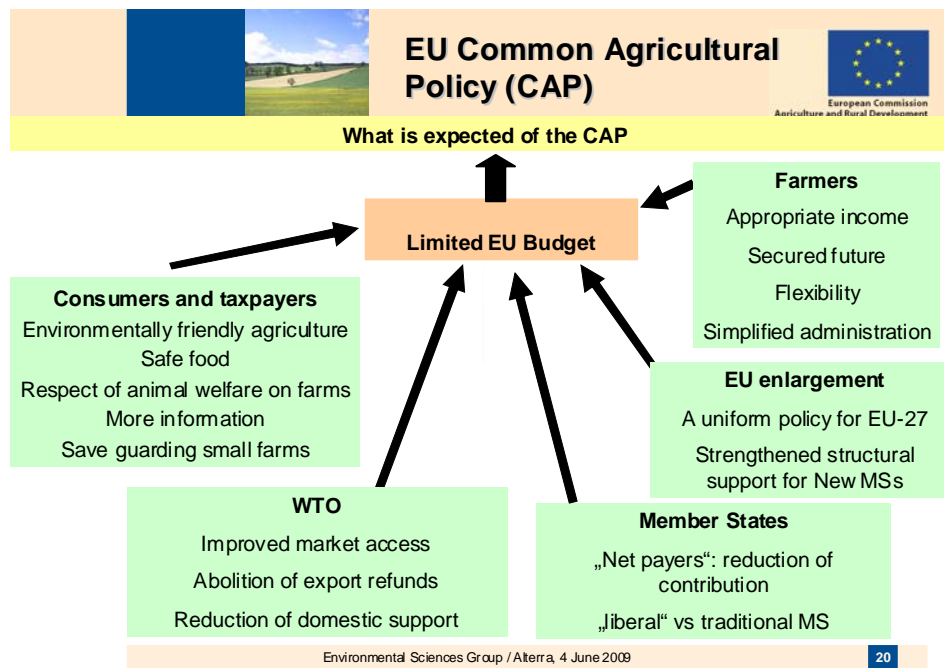 EU Common Agricultural
Policy (CAP)
European Commission
Agriculture and Rural Development
What is expected of the CAP
Limited EU Budget
Farmers
Appropriate income
Secured future
Flexibility
Simplified administration
Consumers and taxpayers
Environmentally friendly agriculture
Safe food
Respect of animal welfare on farms
More information
Save guarding small farms
EU enlargement
A uniform policy for EU-27
Strengthened structural
support for New MSs
WTO
Improved market access
Abolition of export refunds
Reduction of domestic support
Member States
„Net payers“: reduction of
contribution
„liberal“ vs traditional MS
Environmental Sciences Group / Alterra, 4 June 2009
20